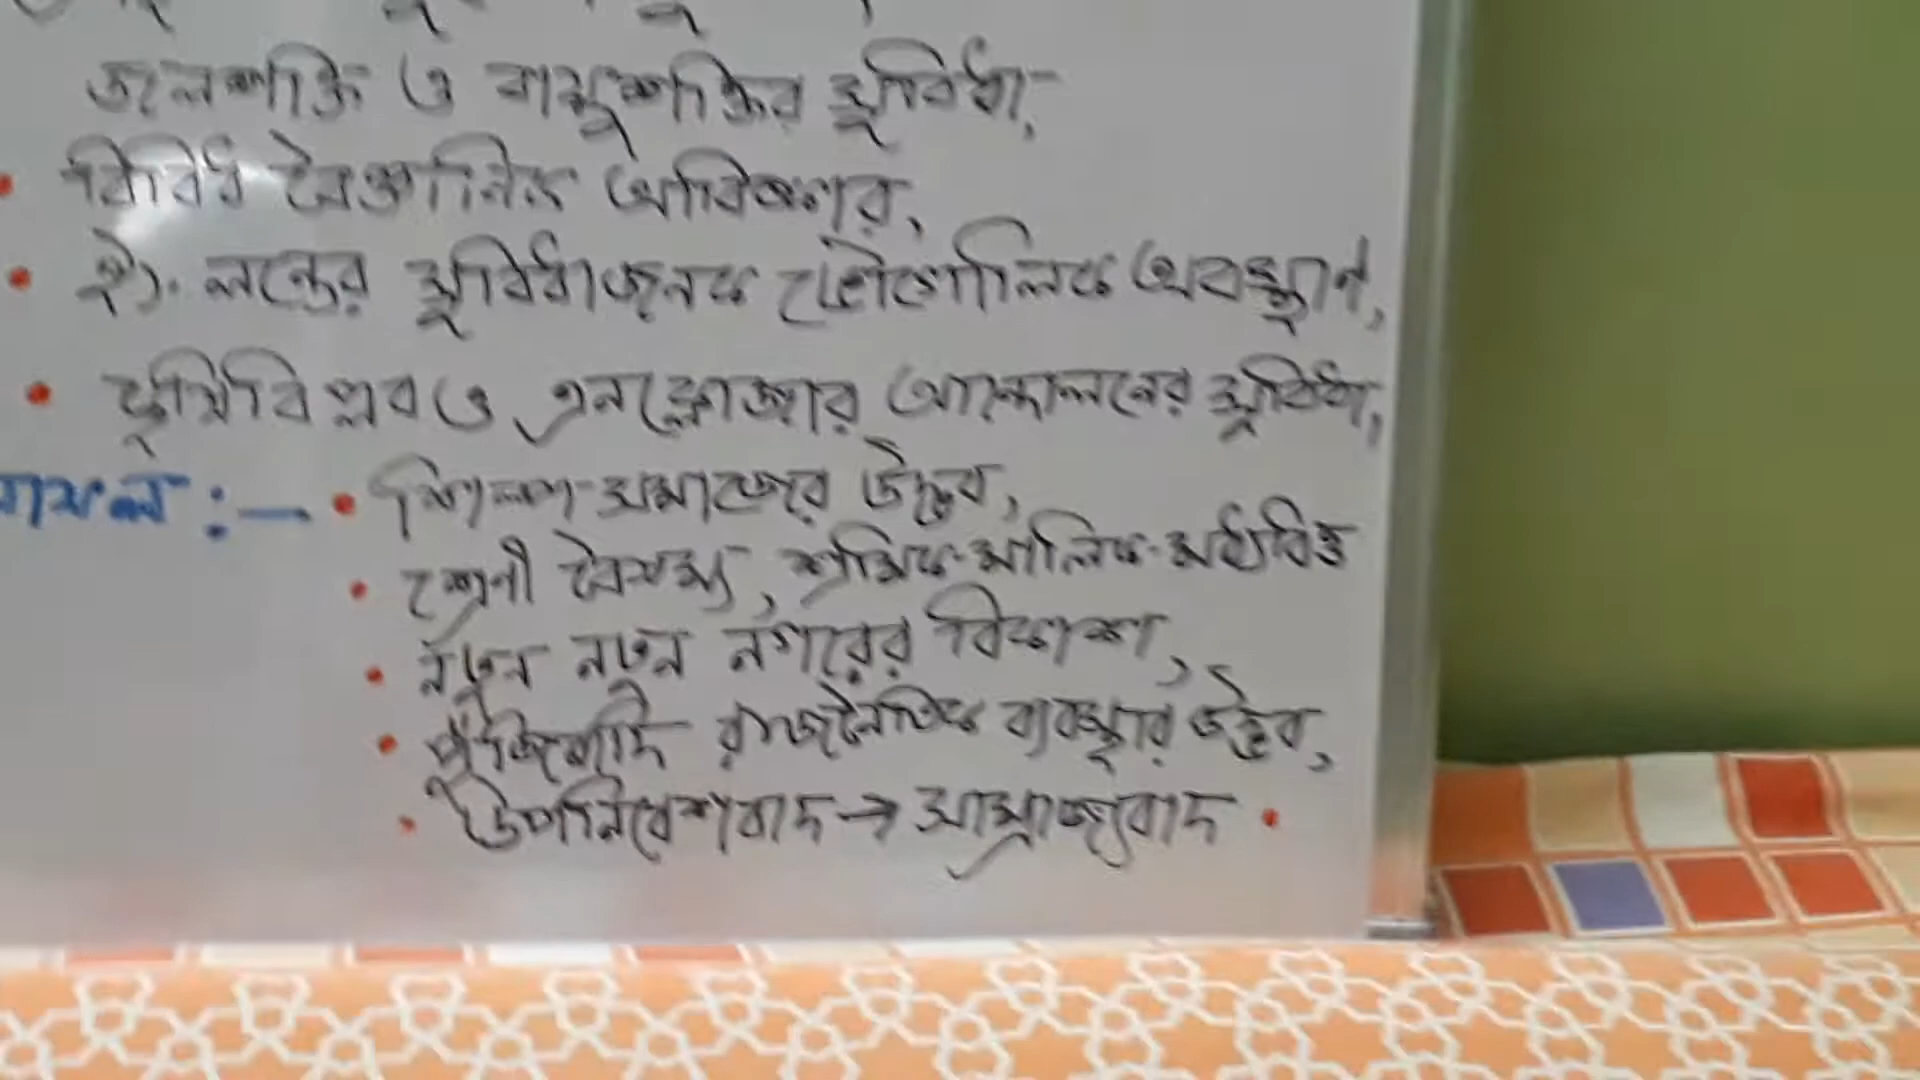 জলশক্তি ও বায়ুশক্তির সুবিধা,
• বিবিধ বৈজ্ঞানিক আবিষ্কার,
• ইং. লন্ডের সুবিধাজনক ভৌগোলিক অবস্থান,
• কৃষিবিপ্লব ও এনক্লোজার আন্দোলনের সুবিধা,
ফলাফল :— • শিল্প-সমাজের উদ্ভব,
• শ্রেণী বৈষম্য, শ্রমিক-মালিক-মধ্যবিত্ত
• নতুন নতুন নগরের বিকাশ,
• পুঁজিবাদি রাজনৈতিক ব্যবস্থার উদ্ভব,
• উপনিবেশবাদ → সাম্রাজ্যবাদ •